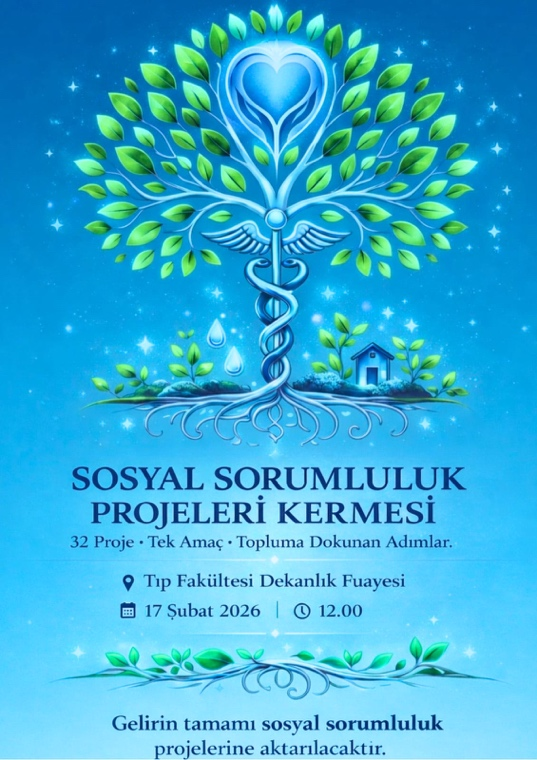 SOSYAL SORUMLULUK
PROJELERİ KERMESİ
32 Proje • Tek Amaç • Topluma Dokunan Adımlar.
Tıp Fakültesi Dekanlık Fuayesi
17 Şubat 2026 | 12.00
Gelirin tamamı sosyal sorumluluk
projelerine aktarılacaktır.